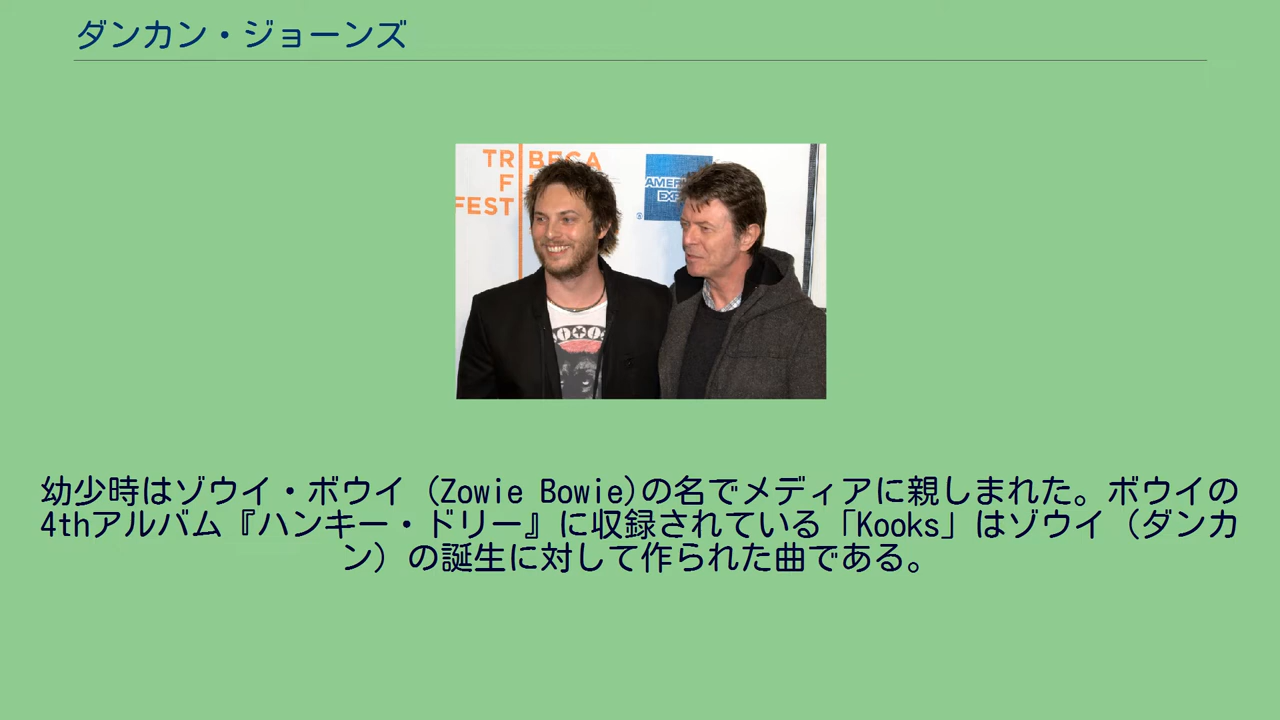 ダンカン・ジョーンズ
TRIBECA
FEST
AMERI
EXP
幼少時はゾウイ・ボウイ (Zowie Bowie)の名でメディアに親しまれた。ボウイの
4thアルバム『ハンキー・ドリー』に収録されている「Kooks」はゾウイ（ダンカ
ン）の誕生に対して作られた曲である。